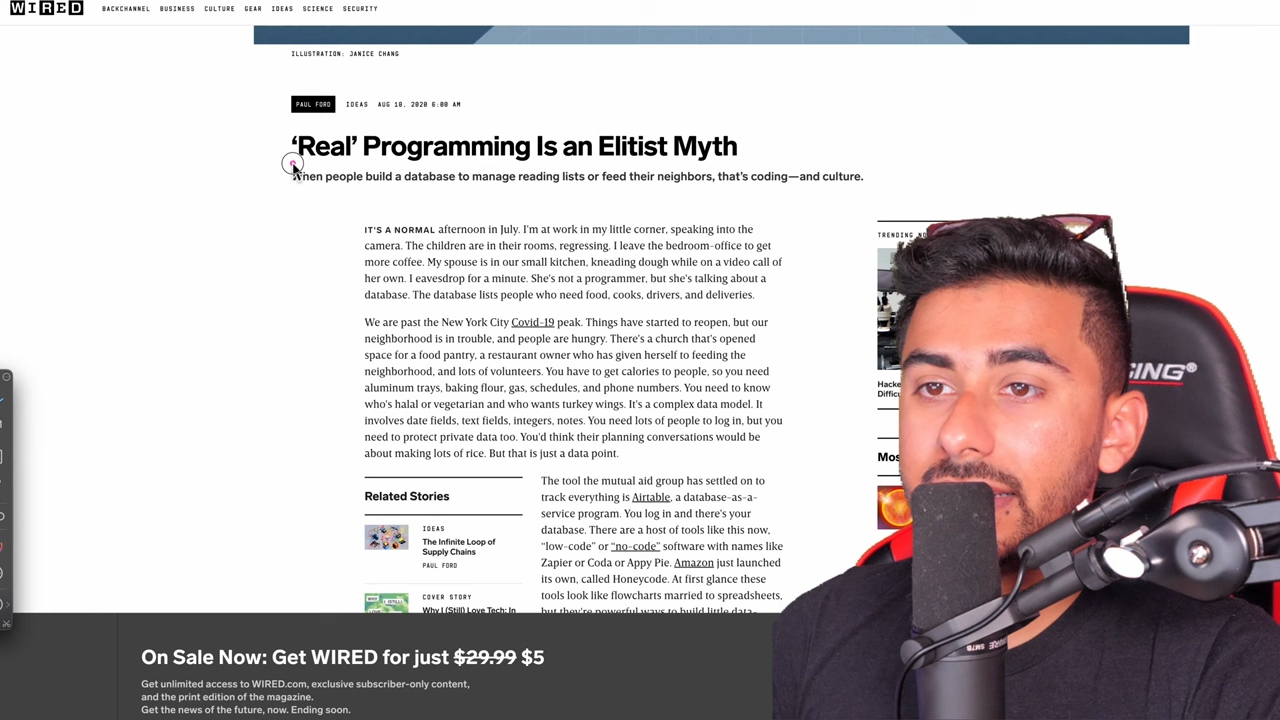 WIRED
BACKCHANNEL BUSINESS CULTURE GEAR IDEAS SCIENCE SECURITY
ILLUSTRATION: JANICE CHANG
PAUL FORD IDEAS AUG 18, 2020 6:00 AM
‘Real’ Programming Is an Elitist Myth
When people build a database to manage reading lists or feed their neighbors, that’s coding—and culture.
IT'S A NORMAL afternoon in July. I'm at work in my little corner, speaking into the
camera. The children are in their rooms, regressing. I leave the bedroom-office to get
more coffee. My spouse is in our small kitchen, kneading dough while on a video call of
her own. I eavesdrop for a minute. She's not a programmer, but she's talking about a
database. The database lists people who need food, cooks, drivers, and deliveries.
We are past the New York City Covid-19 peak. Things have started to reopen, but our
neighborhood is in trouble, and people are hungry. There's a church that's opened
space for a food pantry, a restaurant owner who has given herself to feeding the
neighborhood, and lots of volunteers. You have to get calories to people, so you need
aluminum trays, baking flour, gas, schedules, and phone numbers. You need to know
who's halal or vegetarian and who wants turkey wings. It's a complex data model. It
involves date fields, text fields, integers, notes. You need lots of people to log in, but you
need to protect private data too. You'd think their planning conversations would be
about making lots of rice. But that is just a data point.
Related Stories
IDEAS
The Infinite Loop of
Supply Chains
PAUL FORD
COVER STORY
Why I (Still) Love Tech: In
The tool the mutual aid group has settled on to
track everything is Airtable, a database-as-a-
service program. You log in and there's your
database. There are a host of tools like this now,
“low-code” or “no-code” software with names like
Zapier or Coda or Appy Pie. Amazon just launched
its own, called Honeycode. At first glance these
tools look like flowcharts married to spreadsheets,
but they're powerful ways to build little data-
TRENDING NO
Hacke
Diffic
Mos
ING®
SM7B
On Sale Now: Get WIRED for just $29.99 $5
Get unlimited access to WIRED.com, exclusive subscriber-only content,
and the print edition of the magazine.
Get the news of the future, now. Ending soon.